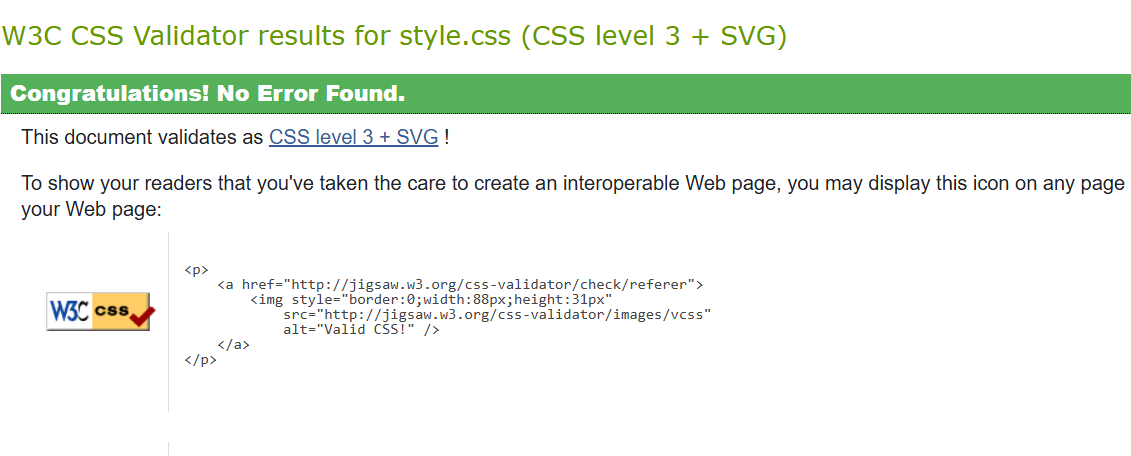 W3C CSS Validator results for style.css (CSS level 3 + SVG)
Congratulations! No Error Found.
This document validates as CSS level 3 + SVG !
To show your readers that you've taken the care to create an interoperable Web page, you may display this icon on any page
your Web page:
W3C css
<p>
    <a href="http://jigsaw.w3.org/css-validator/check/referer">
        <img style="border:0;width:88px;height:31px"
            src="http://jigsaw.w3.org/css-validator/images/vcss"
            alt="Valid CSS!" />
    </a>
</p>